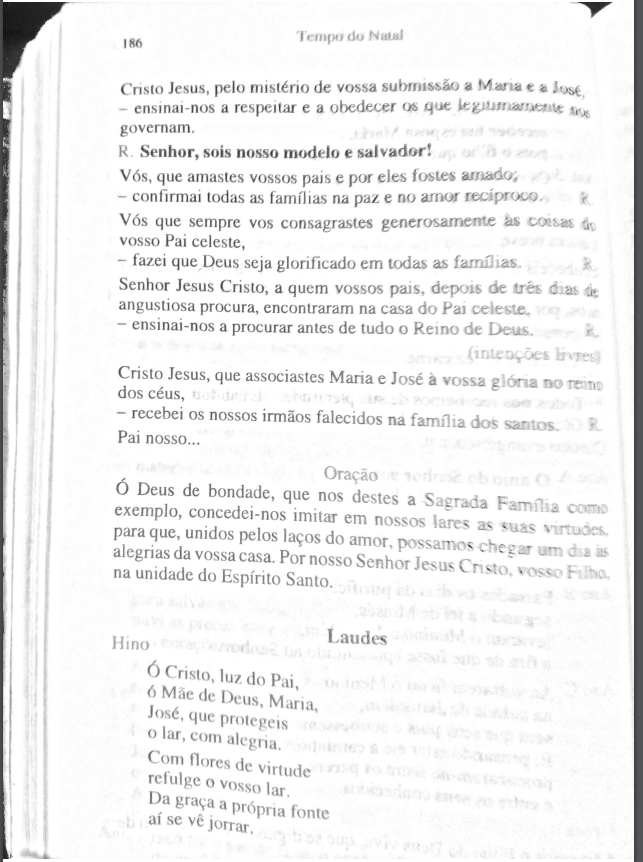 186
Tempo do Natal
Cristo Jesus, pelo mistério de vossa submissão a Maria e a José,
– ensinai-nos a respeitar e a obedecer os que legitimamente nos
governam.
R. Senhor, sois nosso modelo e salvador!
Vós, que amastes vossos pais e por eles fostes amado,
– confirmai todas as famílias na paz e no amor recíproco. R.
Vós que sempre vos consagrastes generosamente às coisas do
vosso Pai celeste,
– fazei que Deus seja glorificado em todas as famílias. R.
Senhor Jesus Cristo, a quem vossos pais, depois de três dias de
angustiosa procura, encontraram na casa do Pai celeste,
– ensinai-nos a procurar antes de tudo o Reino de Deus. R.
(intenções livres)
Cristo Jesus, que associastes Maria e José à vossa glória no reino
dos céus,
– recebei os nossos irmãos falecidos na família dos santos. R.
Pai nosso...
Oração
Ó Deus de bondade, que nos destes a Sagrada Família como
exemplo, concedei-nos imitar em nossos lares as suas virtudes,
para que, unidos pelos laços do amor, possamos chegar um dia às
alegrias da vossa casa. Por nosso Senhor Jesus Cristo, vosso Filho,
na unidade do Espírito Santo.
Laudes
Hino
Ó Cristo, luz do Pai,
ó Mãe de Deus, Maria,
José, que protegeis
o lar, com alegria.
Com flores de virtude
refulge o vosso lar.
Da graça a própria fonte
aí se vê jorrar,